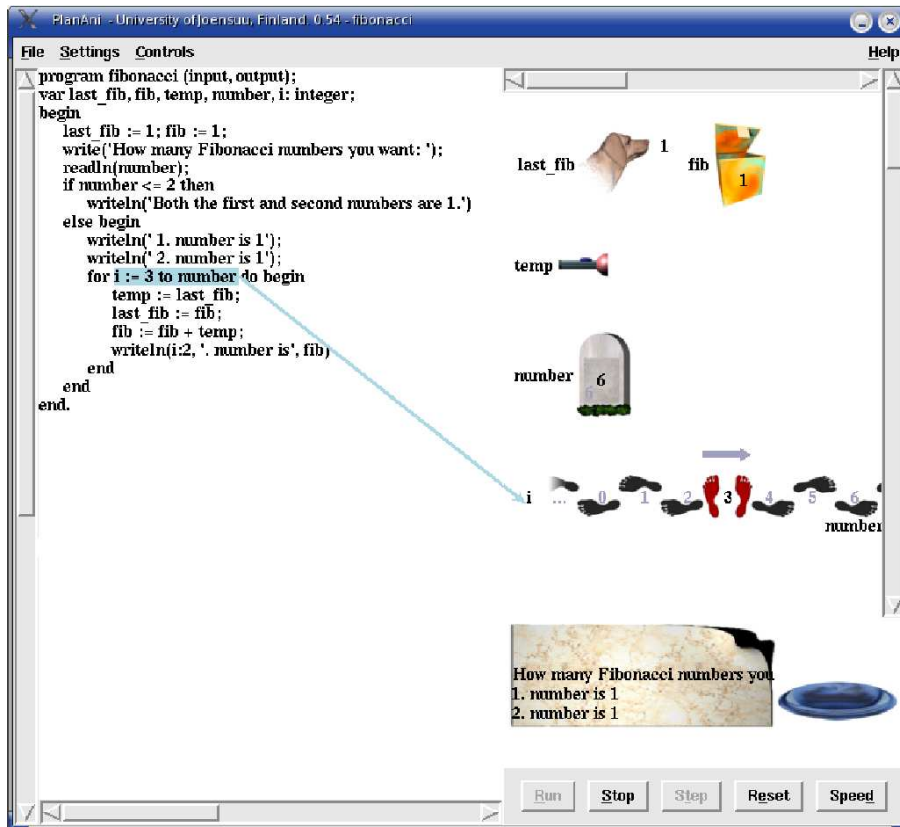 PlanAni - University of Joensuu, Finland, 0.54 - fibonacci
File Settings Controls Help
program fibonacci (input, output);
var last_fib, fib, temp, number, i: integer;
begin
last_fib := 1; fib := 1;
write('How many Fibonacci numbers you want: ');
readln(number);
if number <= 2 then
writeln('Both the first and second numbers are 1.')
else begin
writeln(' 1. number is 1');
writeln(' 2. number is 1');
for i := 3 to number do begin
temp := last_fib;
last_fib := fib;
fib := fib + temp;
writeln(i:2, '. number is', fib)
end
end
end.
last_fib 1 fib 1
temp
number 6 6
i ... 0 1 2 3 4 5 6
number
How many Fibonacci numbers you
1. number is 1
2. number is 1
Run Stop Step Reset Speed